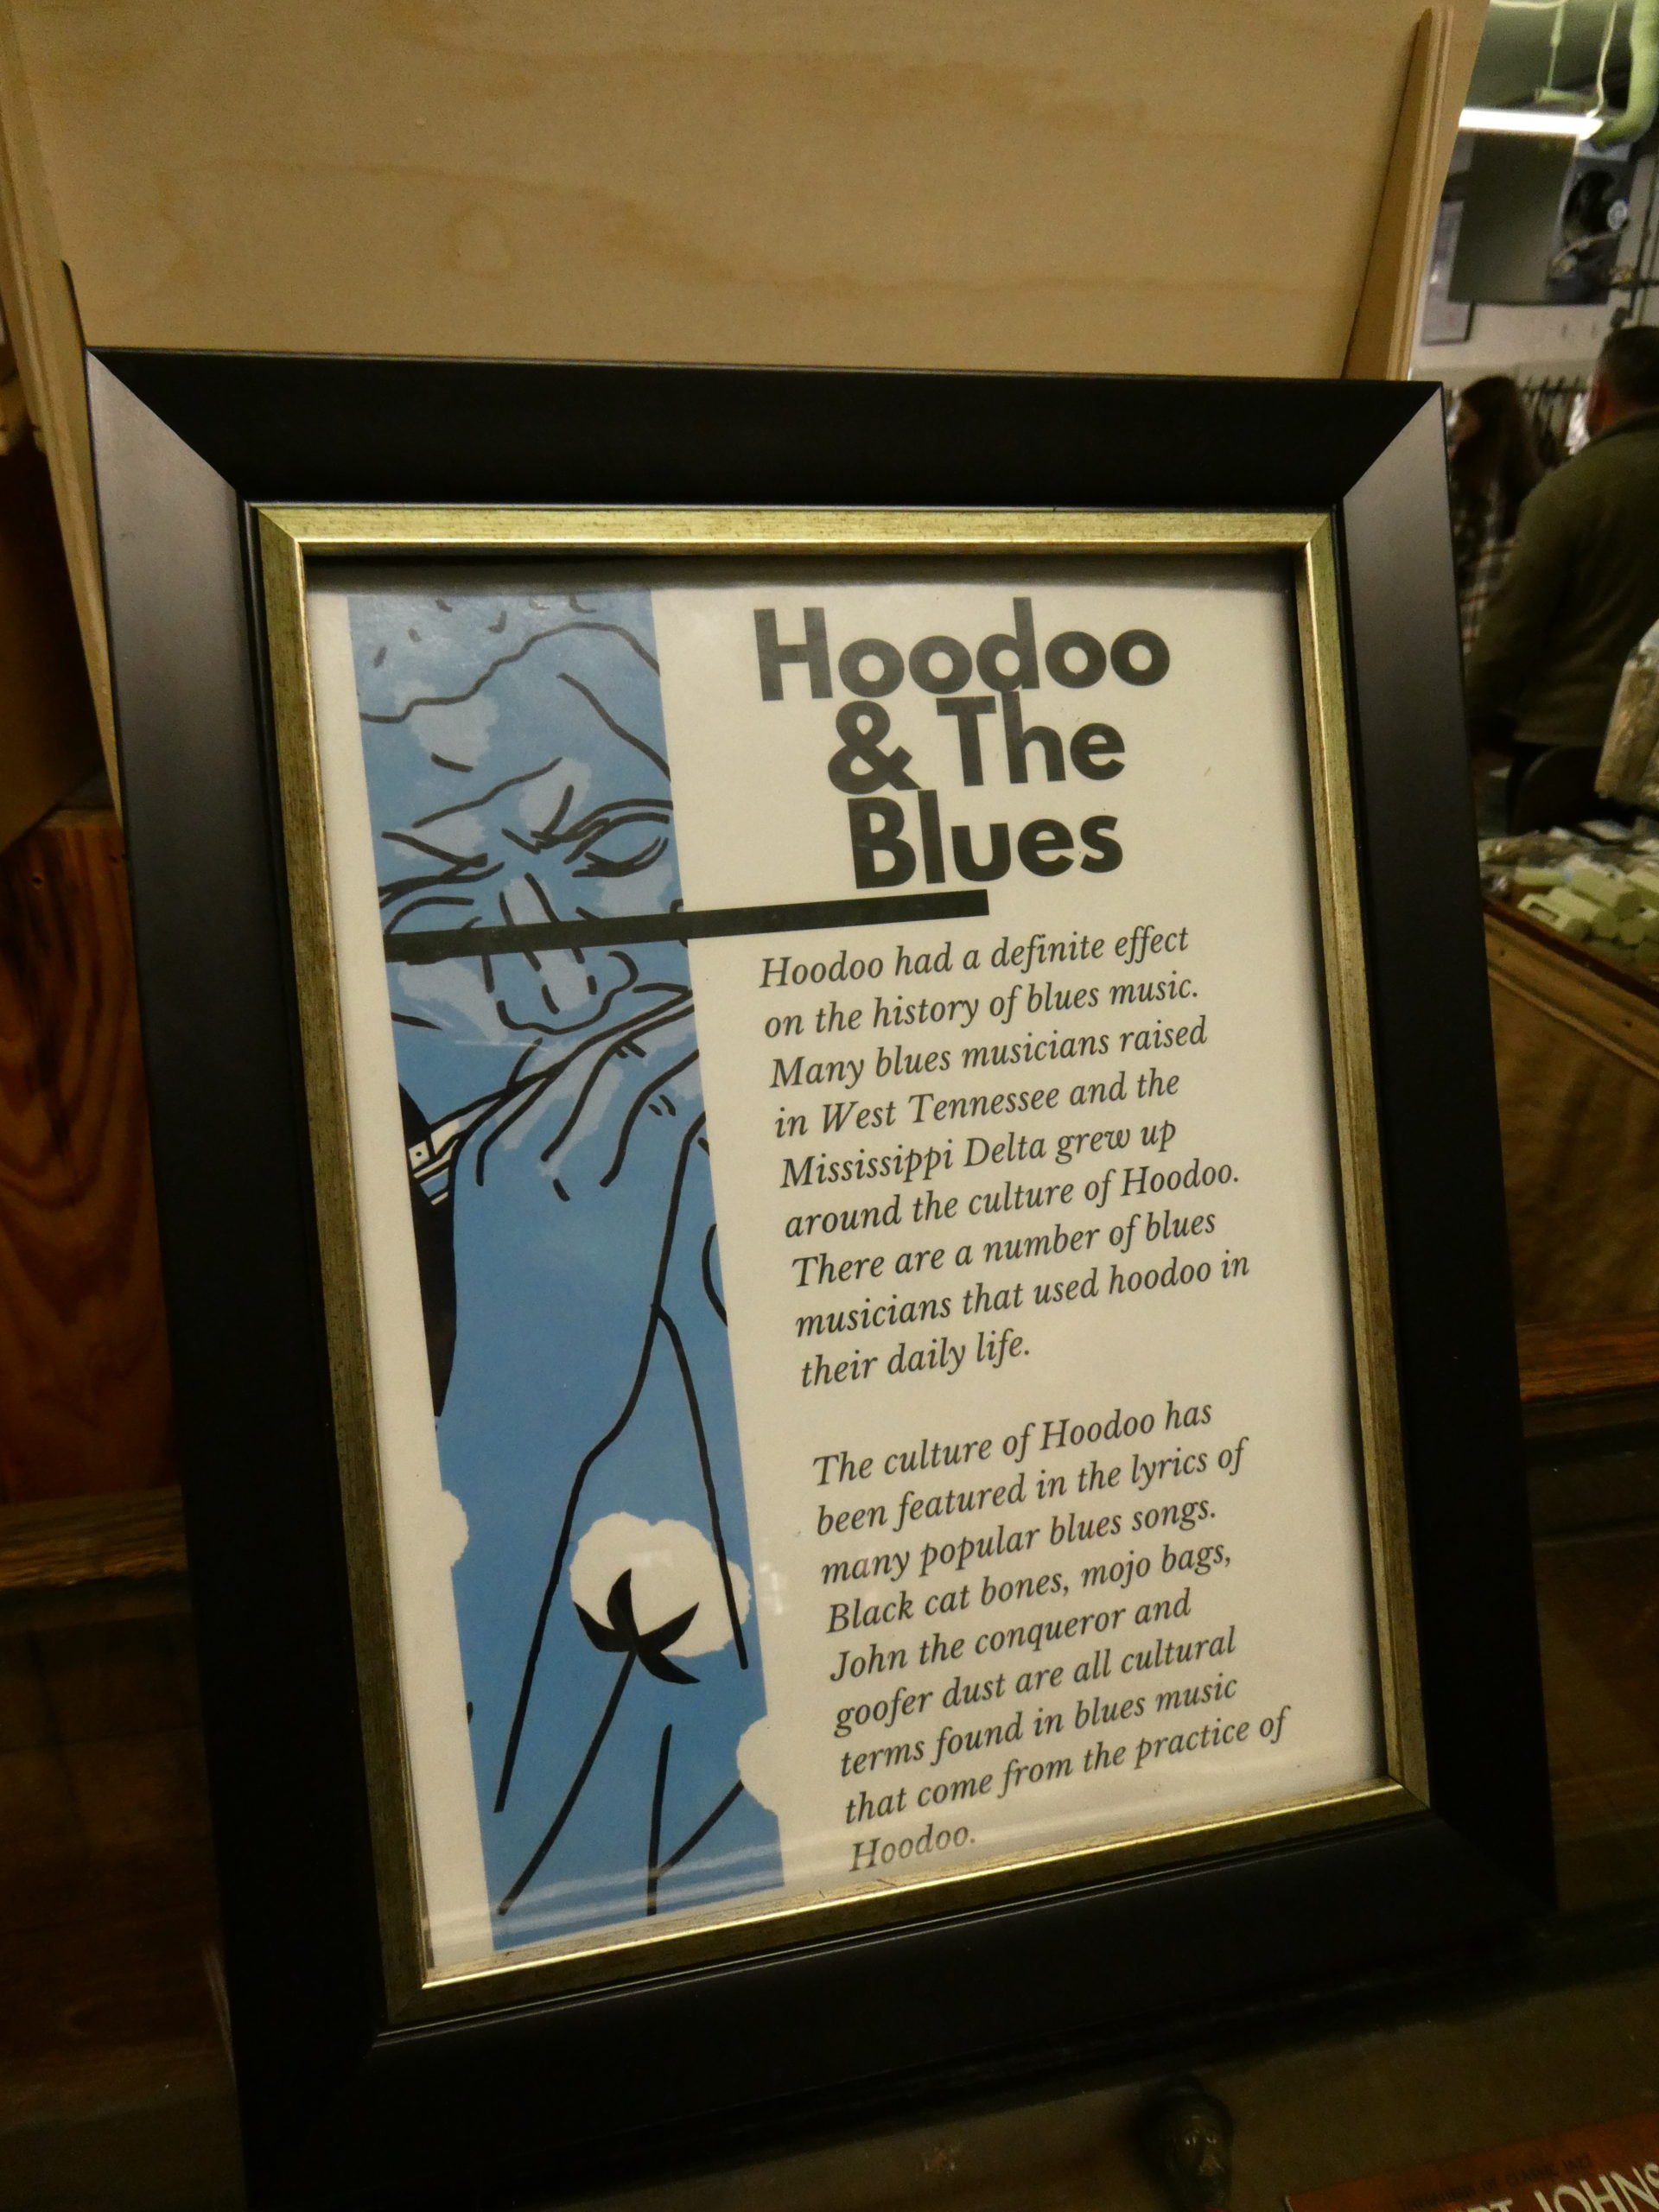 Hoodoo
& The
Blues
Hoodoo had a definite effect
on the history of blues music.
Many blues musicians raised
in West Tennessee and the
Mississippi Delta grew up
around the culture of Hoodoo.
There are a number of blues
musicians that used hoodoo in
their daily life.
The culture of Hoodoo has
been featured in the lyrics of
many popular blues songs.
Black cat bones, mojo bags,
John the conqueror and
goofer dust are all cultural
terms found in blues music
that come from the practice of
Hoodoo.